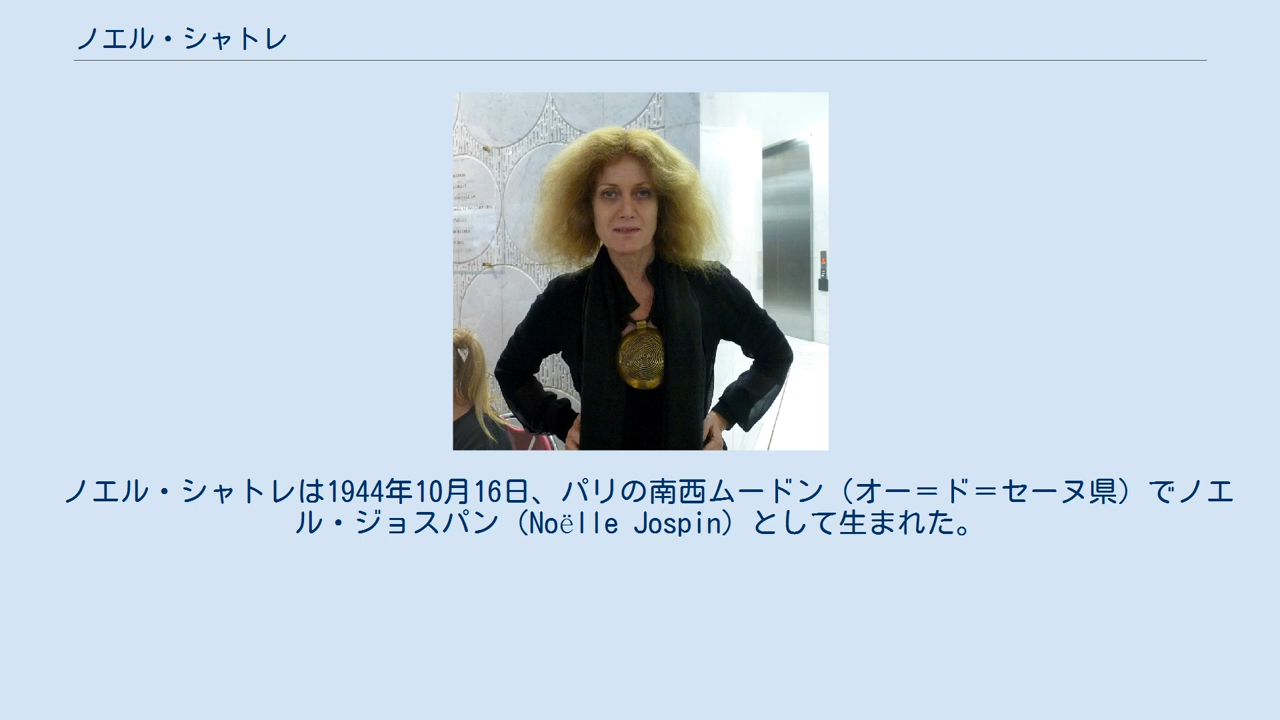 ノエル・シャトレ
ノエル・シャトレは1944年10月16日、パリの南西ムードン（オー＝ド＝セーヌ県）でノエ
ル・ジョスパン（Noëlle Jospin）として生まれた。